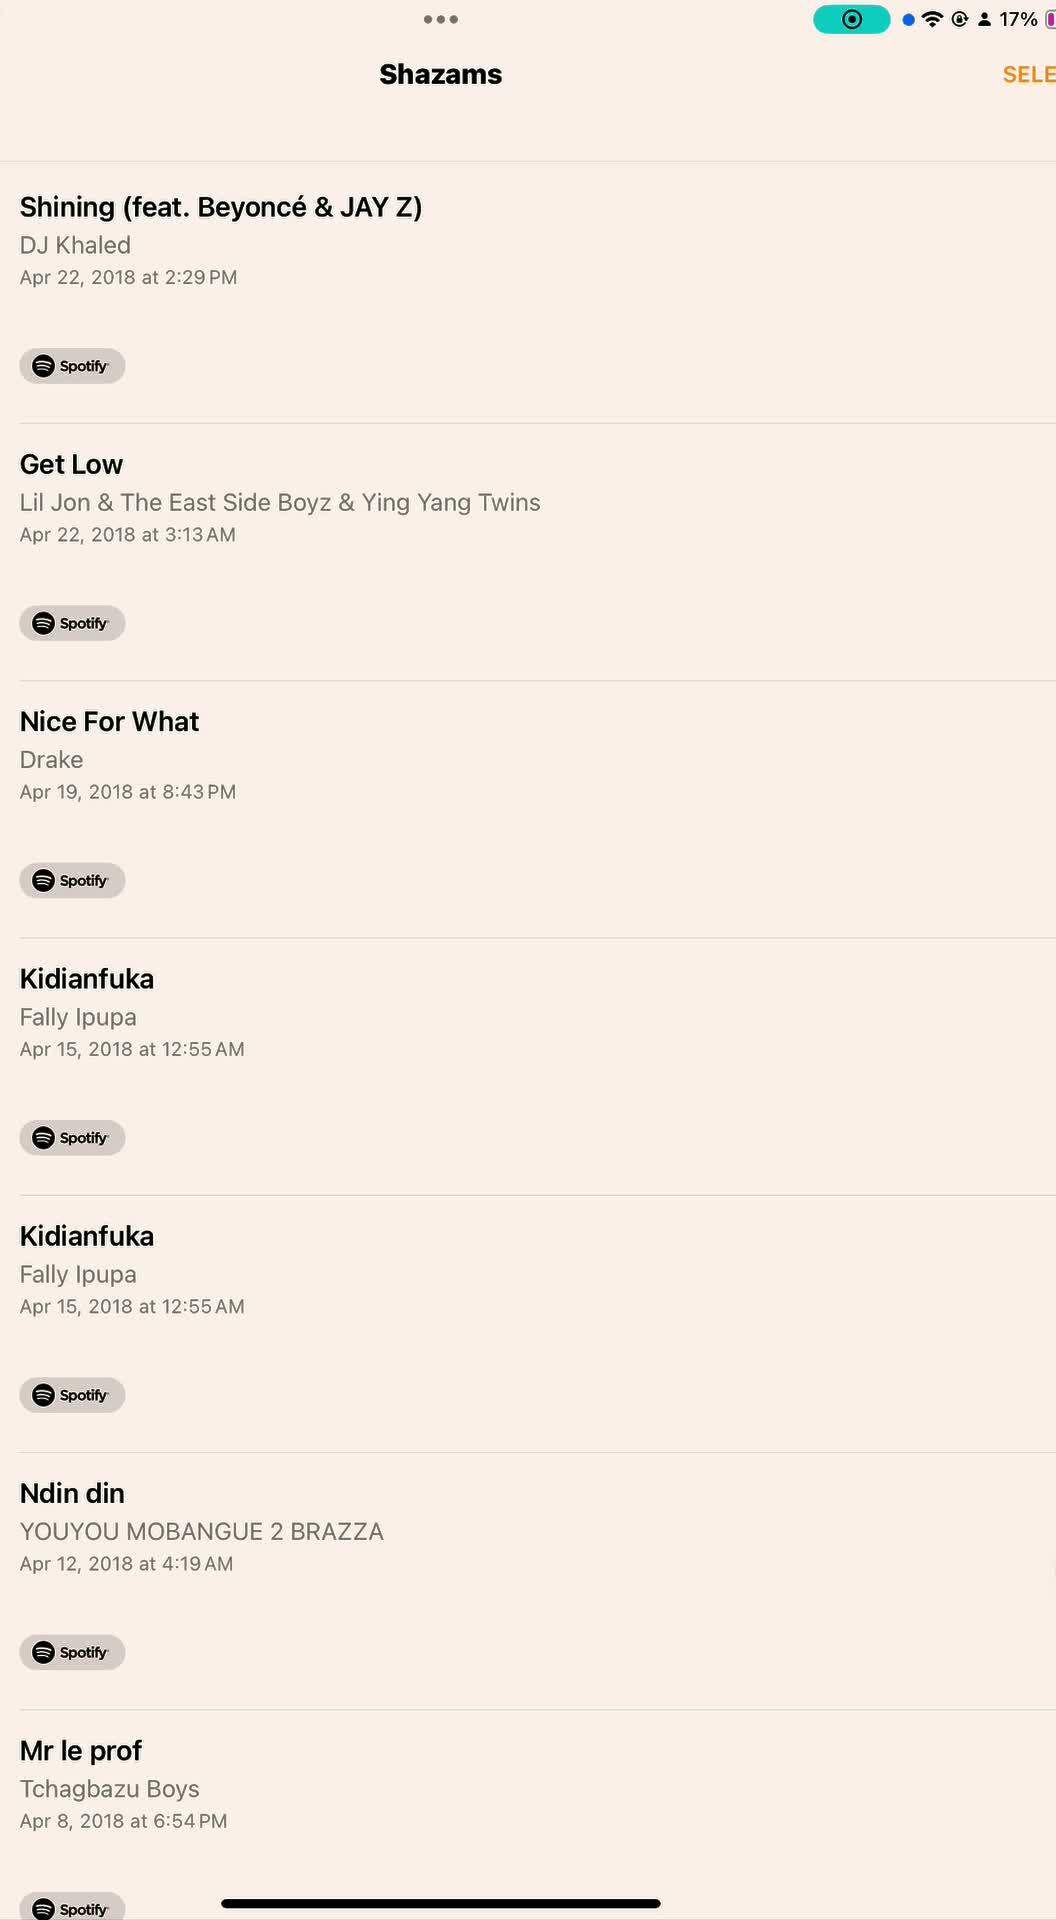 17%
Shazams
SELE
Shining (feat. Beyoncé & JAY Z)
DJ Khaled
Apr 22, 2018 at 2:29 PM
Spotify
Get Low
Lil Jon & The East Side Boyz & Ying Yang Twins
Apr 22, 2018 at 3:13 AM
Spotify
Nice For What
Drake
Apr 19, 2018 at 8:43 PM
Spotify
Kidianfuka
Fally Ipupa
Apr 15, 2018 at 12:55 AM
Spotify
Kidianfuka
Fally Ipupa
Apr 15, 2018 at 12:55 AM
Spotify
Ndin din
YOUYOU MOBANGUE 2 BRAZZA
Apr 12, 2018 at 4:19 AM
Spotify
Mr le prof
Tchagbazu Boys
Apr 8, 2018 at 6:54 PM
Spotify